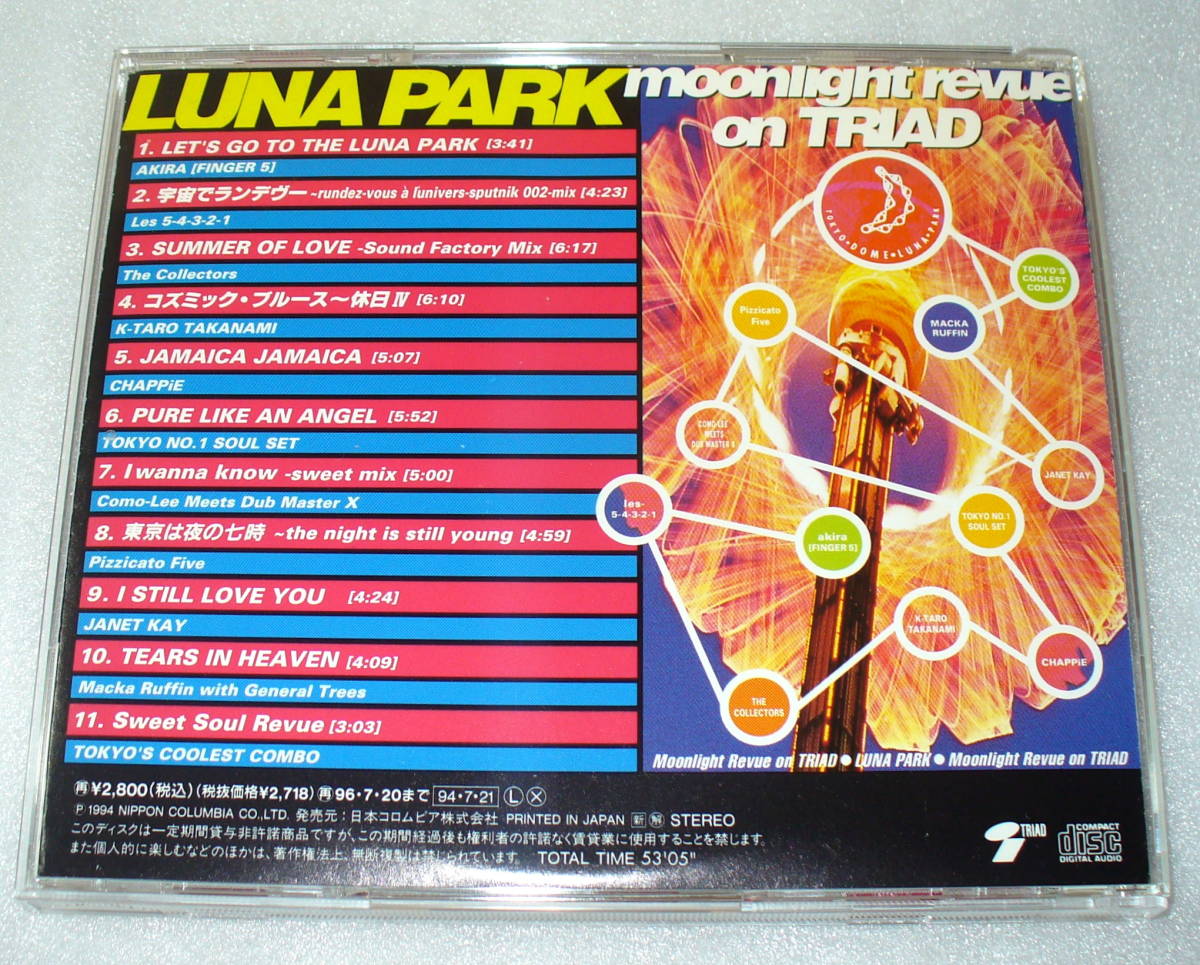 LUNA PARK
1. LET'S GO TO THE LUNA PARK [3:41]
AKIRA [FINGER 5]
2. 宇宙でランデヴー ~rundez-vous à l'univers-sputnik 002-mix [4:23]
Les 5-4-3-2-1
3. SUMMER OF LOVE -Sound Factory Mix [6:17]
The Collectors
4. コズミック・ブルース〜休日Ⅳ [6:10]
K-TARO TAKANAMI
5. JAMAICA JAMAICA [5:07]
CHAPPiE
6. PURE LIKE AN ANGEL [5:52]
TOKYO NO.1 SOUL SET
7. I wanna know -sweet mix [5:00]
Como-Lee Meets Dub Master X
8. 東京は夜の七時 ~the night is still young [4:59]
Pizzicato Five
9. I STILL LOVE YOU [4:24]
JANET KAY
10. TEARS IN HEAVEN [4:09]
Macka Ruffin with General Trees
11. Sweet Soul Revue [3:03]
TOKYO'S COOLEST COMBO
moonlight revue
on TRIAD
TOKYO•DOME•LUNA•PARK
TOKYO'S
COOLEST
COMBO
Pizzicato
Five
MACKA
RUFFIN
COMO-LEE
MEETS
DUB MASTER X
JANET KAY
les-
5-4-3-2-1
TOKYO NO.1
SOUL SET
akira
[FINGER 5]
K-TARO
TAKANAMI
CHAPPiE
THE
COLLECTORS
Moonlight Revue on TRIAD ● LUNA PARK ● Moonlight Revue on TRIAD
再¥2,800(税込)(税抜価格¥2,718)再96・7・20まで 94・7・21 Ⓛ Ⓧ
Ⓟ1994 NIPPON COLUMBIA CO.,LTD. 発売元:日本コロムビア株式会社 PRINTED IN JAPAN 新 解 STEREO
このディスクは一定期間貸与非許諾商品ですが、この期間経過後も権利者の許諾なく賃貸業に使用することを禁じます。
また個人的に楽しむなどのほかは、著作権法上、無断複製は禁じられています。 TOTAL TIME 53'05"
TRIAD
COMPACT
disc
DIGITAL AUDIO